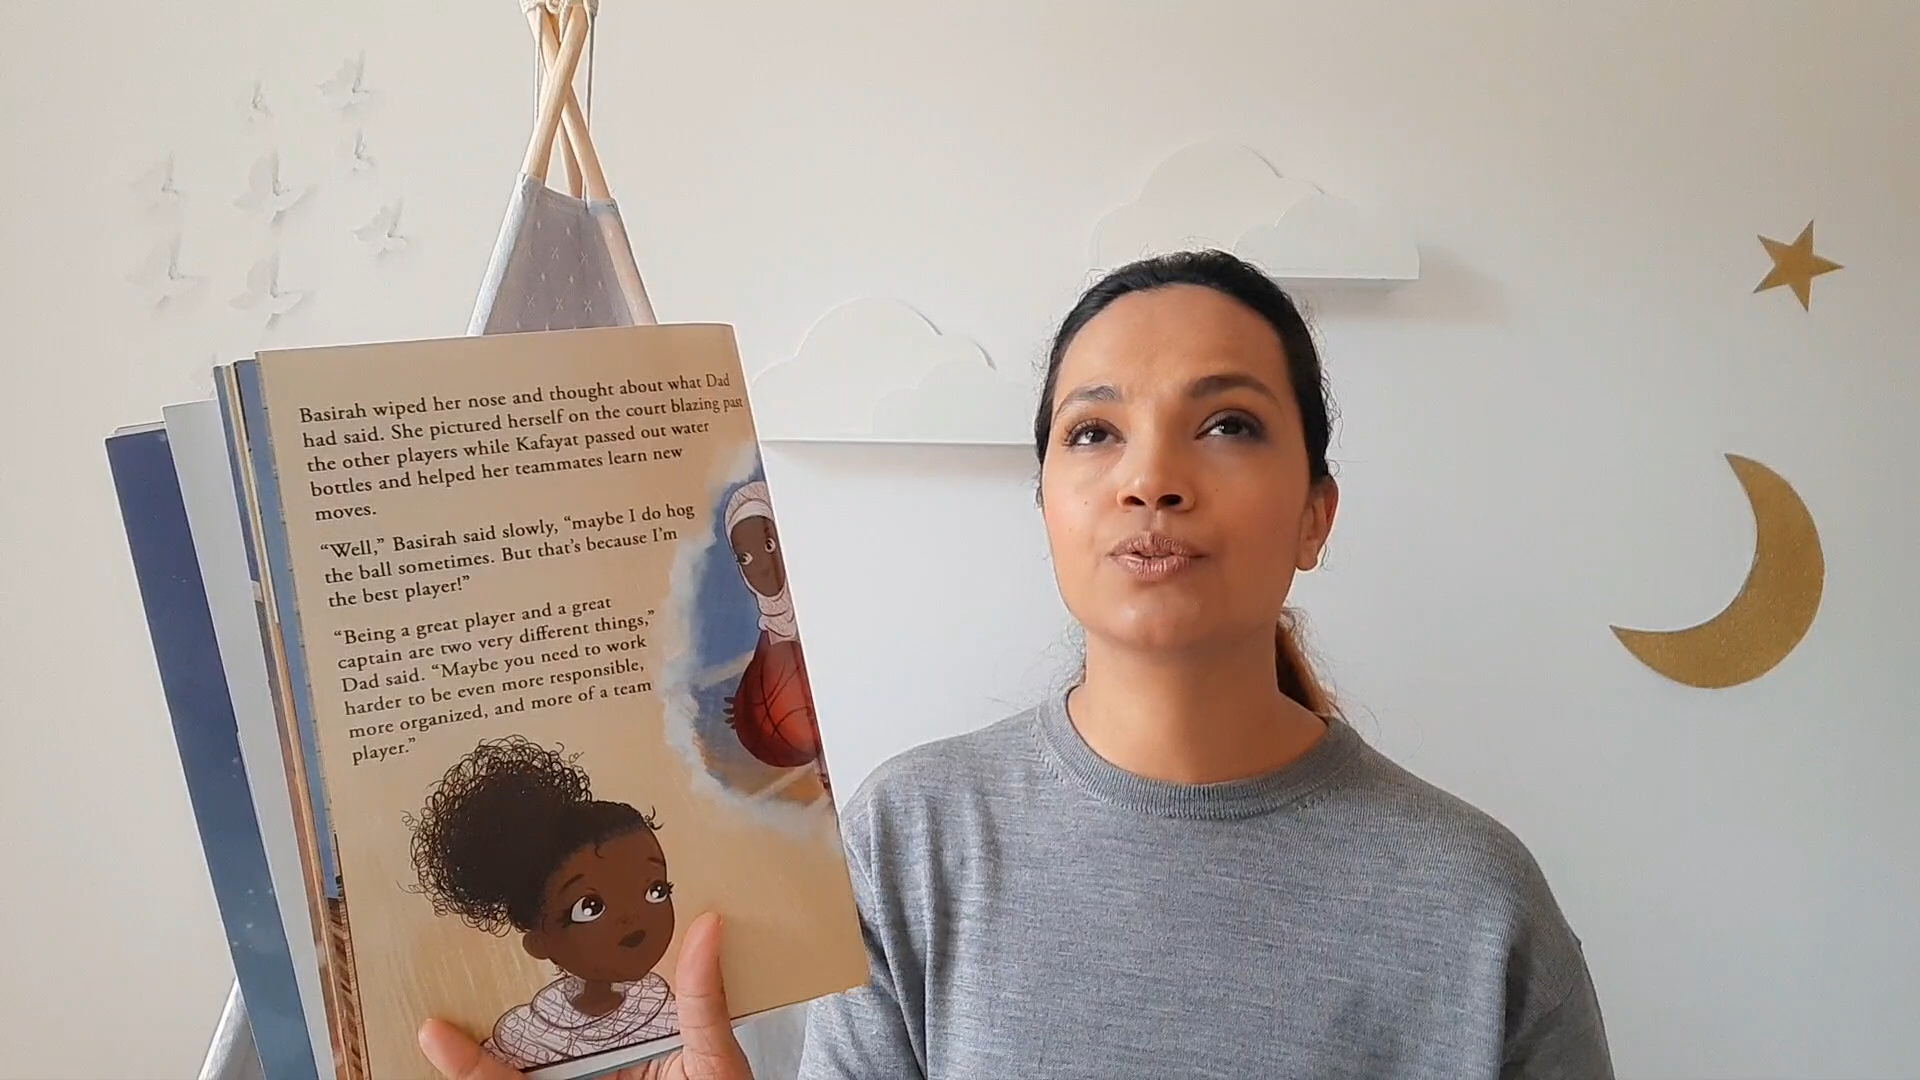 Basirah wiped her nose and thought about what Dad
had said. She pictured herself on the court blazing past
the other players while Kafayat passed out water
bottles and helped her teammates learn new
moves.
“Well,” Basirah said slowly, “maybe I do hog
the ball sometimes. But that’s because I’m
the best player!”
“Being a great player and a great
captain are two very different things,”
Dad said. “Maybe you need to work
harder to be even more responsible,
more organized, and more of a team
player.”